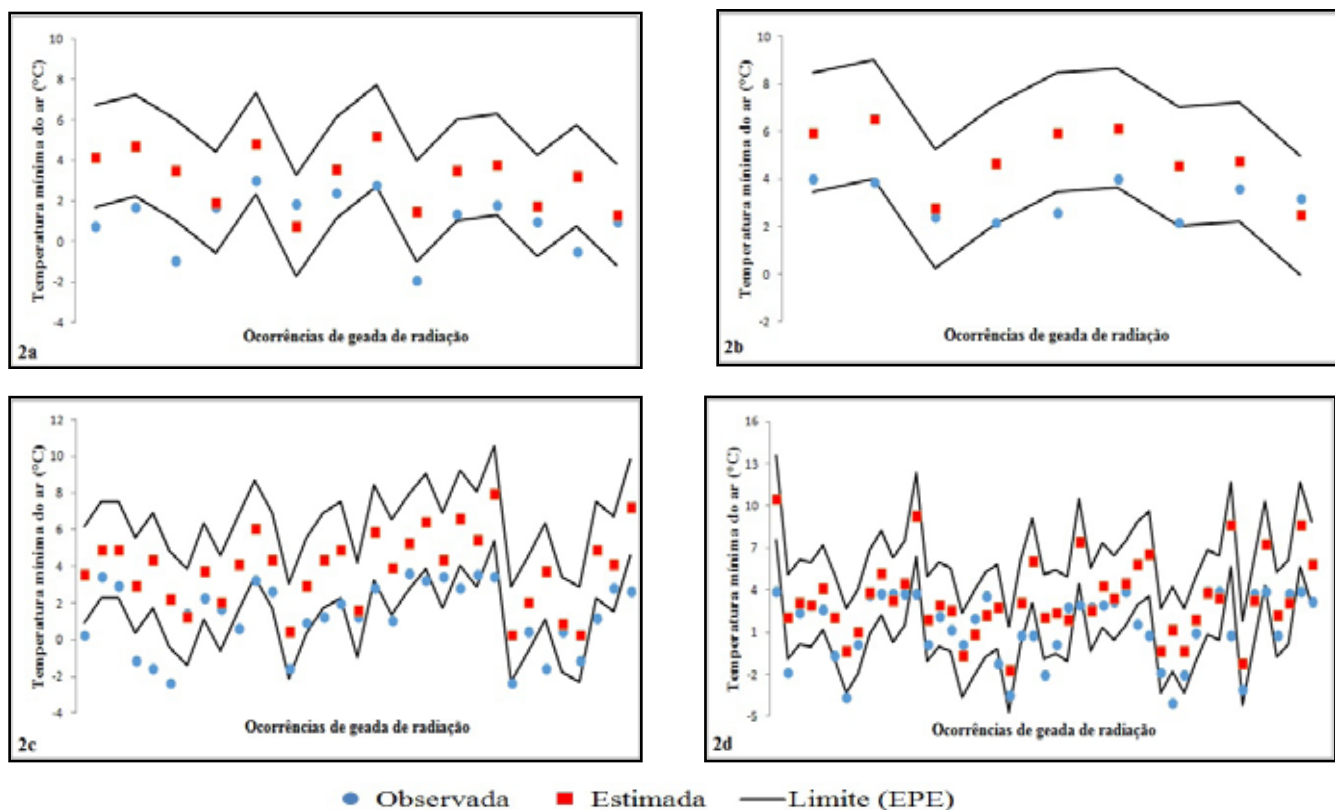 Temperatura mínima do ar (°C)
10
8
6
4
2
0
-2
-4
Ocorrências de geada de radiação
2a
Temperatura mínima do ar (°C)
10
8
6
4
2
0
-2
Ocorrências de geada de radiação
2b
Temperatura mínima do ar (°C)
12
10
8
6
4
2
0
-2
-4
Ocorrências de geada de radiação
2c
Temperatura mínima do ar (°C)
16
13
10
7
4
1
-2
-5
Ocorrências de geada de radiação
2d
Observada Estimada Limite (EPE)